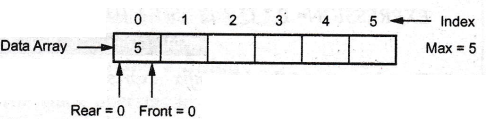 0 1 2 3 4 5 Index
Data Array 5 Max = 5
Rear = 0 Front = 0